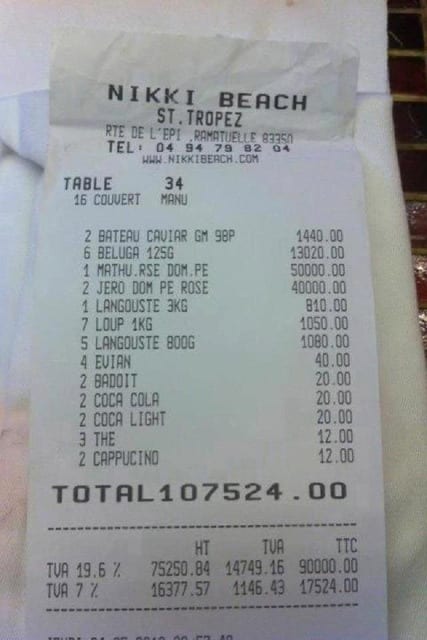 NIKKI BEACH
ST.TROPEZ
RTE DE L'EPI .RAMATUELLE 83350
TEL: 04 94 79 82 04
WWW.NIKKIBEACH.COM
TABLE 34
16 COUVERT MANU
2 BATEAU CAVIAR GM 98P 1440.00
6 BELUGA 125G 13020.00
1 MATHU.RSE DOM.PE 50000.00
2 JERO DOM PE ROSE 40000.00
1 LANGOUSTE 3KG 810.00
7 LOUP 1KG 1050.00
5 LANGOUSTE 800G 1080.00
4 EVIAN 40.00
2 BADOIT 20.00
2 COCA COLA 20.00
2 COCA LIGHT 20.00
3 THE 12.00
2 CAPPUCINO 12.00
TOTAL107524.00
HT TVA TTC
TVA 19.6 % 75250.84 14749.16 90000.00
TVA 7 % 16377.57 1146.43 17524.00